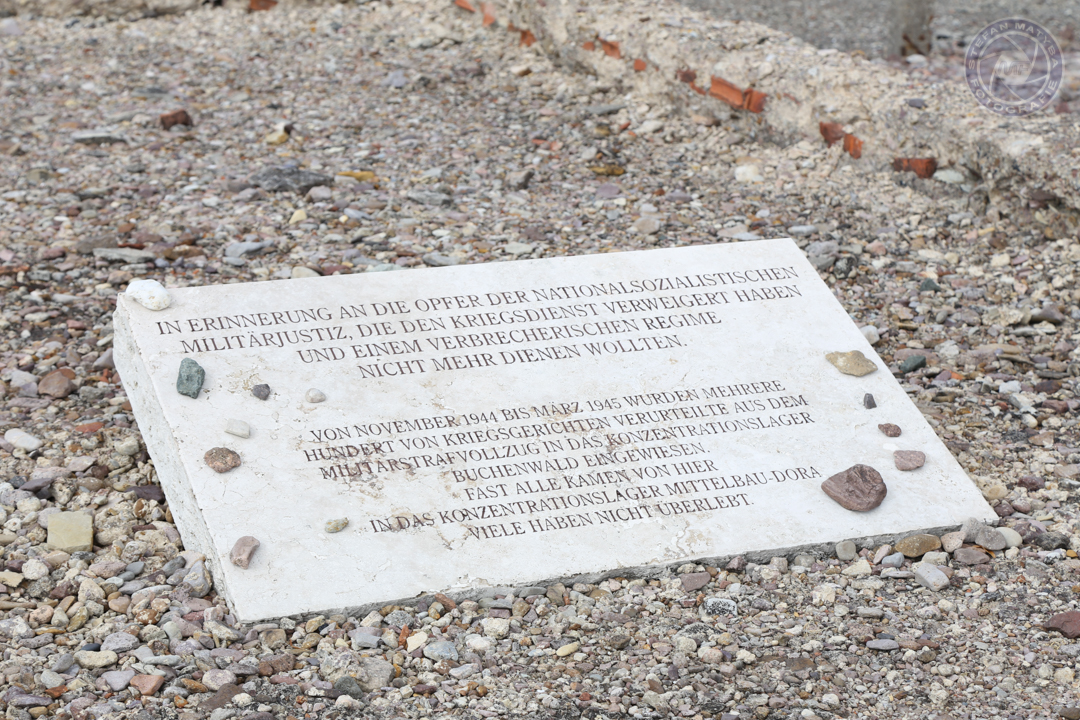 IN ERINNERUNG AN DIE OPFER DER NATIONALSOZIALISTISCHEN
MILITÄRJUSTIZ, DIE DEN KRIEGSDIENST VERWEIGERT HABEN
UND EINEM VERBRECHERISCHEN REGIME
NICHT MEHR DIENEN WOLLTEN.
VON NOVEMBER 1944 BIS MÄRZ 1945 WURDEN MEHRERE
HUNDERT VON KRIEGSGERICHTEN VERURTEILTE AUS DEM
MILITÄRSTRAFVOLLZUG IN DAS KONZENTRATIONSLAGER
BUCHENWALD EINGEWIESEN.
FAST ALLE KAMEN VON HIER
IN DAS KONZENTRATIONSLAGER MITTELBAU-DORA
VIELE HABEN NICHT ÜBERLEBT.
STEFAN MATYBA